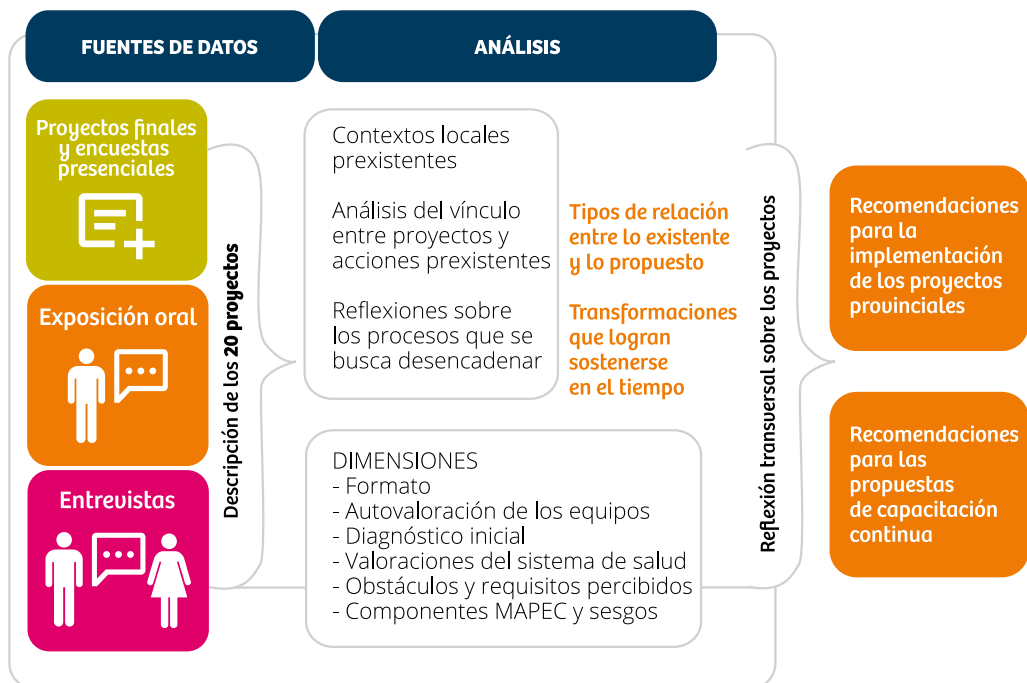 FUENTES DE DATOS
ANÁLISIS
Proyectos finales
y encuestas
presenciales
Exposición oral
Entrevistas
Descripción de los 20 proyectos
Contextos locales
prexistentes
Análisis del vínculo
entre proyectos y
acciones prexistentes
Reflexiones sobre
los procesos que se
busca desencadenar
Tipos de relación
entre lo existente
y lo propuesto
Transformaciones
que logran
sostenerse
en el tiempo
DIMENSIONES
- Formato
- Autovaloración de los equipos
- Diagnóstico inicial
- Valoraciones del sistema de salud
- Obstáculos y requisitos percibidos
- Componentes MAPEC y sesgos
Reflexión transversal sobre los proyectos
Recomendaciones
para la
implementación
de los proyectos
provinciales
Recomendaciones
para las
propuestas
de capacitación
continua